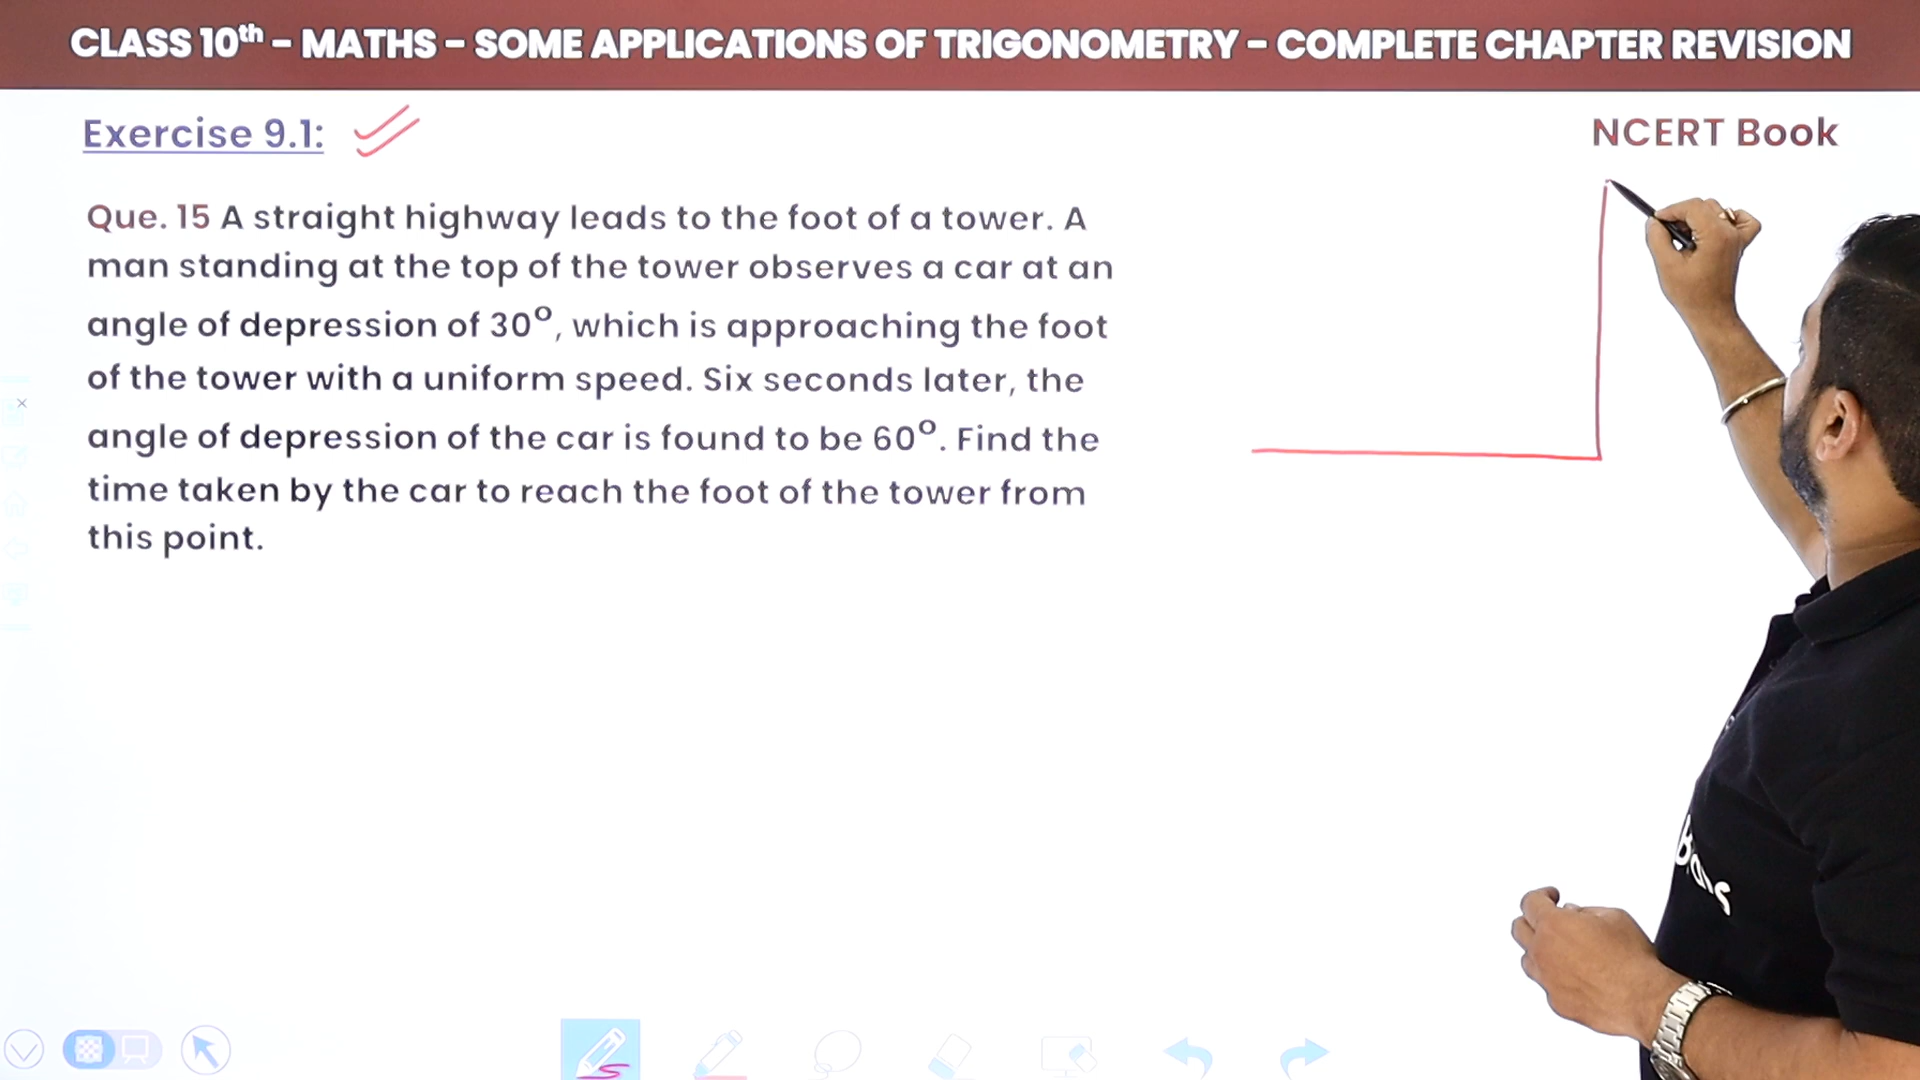 CLASS 10th - MATHS - SOME APPLICATIONS OF TRIGONOMETRY - COMPLETE CHAPTER REVISION
Exercise 9.1:
NCERT Book
Que. 15 A straight highway leads to the foot of a tower. A
man standing at the top of the tower observes a car at an
angle of depression of 30°, which is approaching the foot
of the tower with a uniform speed. Six seconds later, the
angle of depression of the car is found to be 60°. Find the
time taken by the car to reach the foot of the tower from
this point.